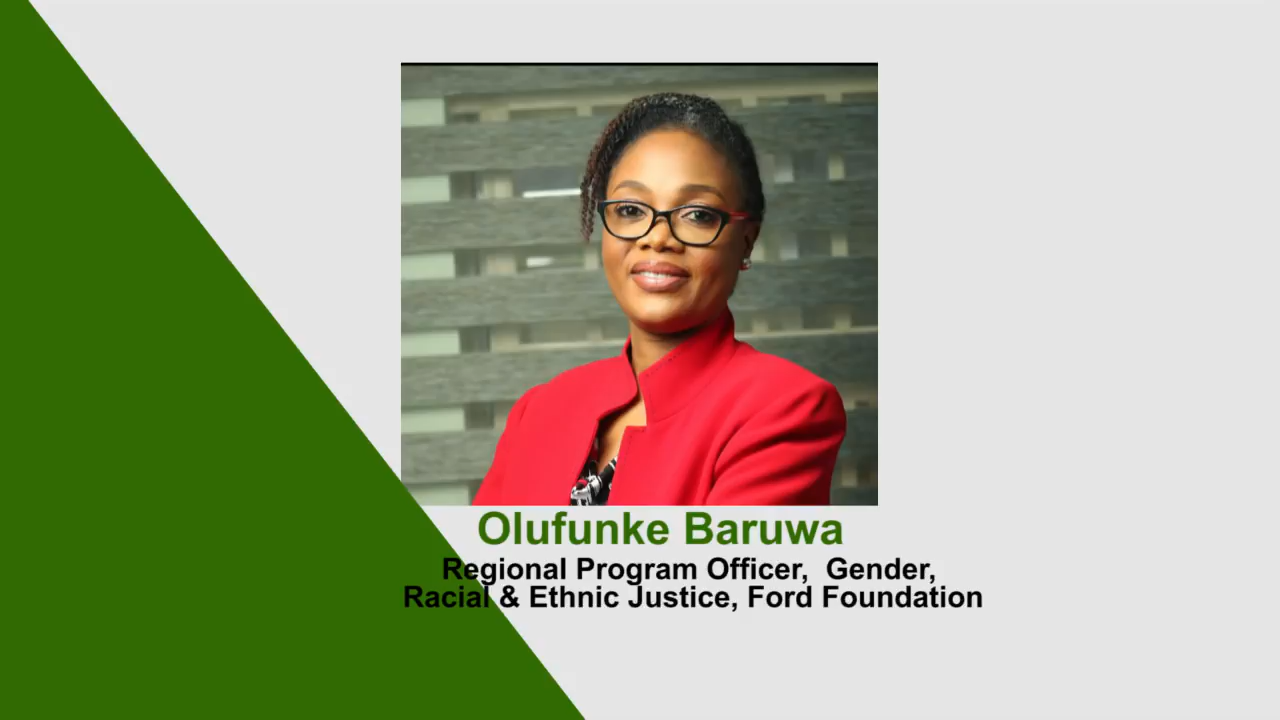 Olufunke Baruwa
Regional Program Officer,  Gender,
Racial & Ethnic Justice, Ford Foundation